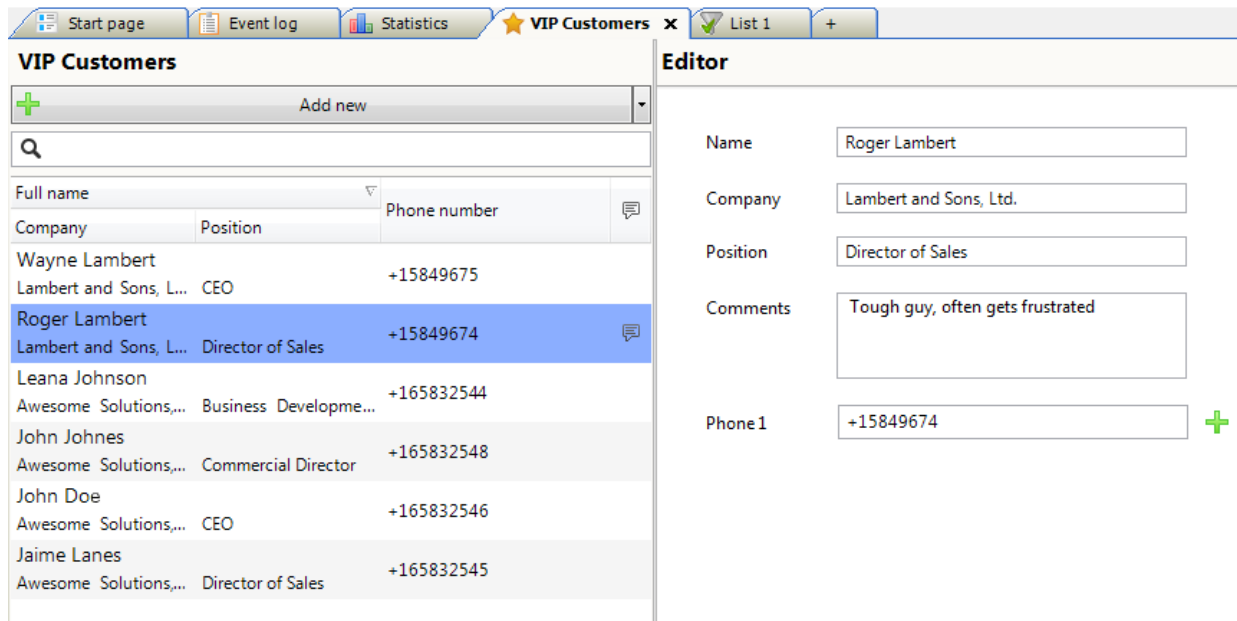 Start page Event log Statistics VIP Customers x List 1 +
VIP Customers
Add new
Full name
Phone number
Company Position
Wayne Lambert
+15849675
Lambert and Sons, L... CEO
Roger Lambert
+15849674
Lambert and Sons, L... Director of Sales
Leana Johnson
+165832544
Awesome Solutions,... Business Developme...
John Johnes
+165832548
Awesome Solutions,... Commercial Director
John Doe
+165832546
Awesome Solutions,... CEO
Jaime Lanes
+165832545
Awesome Solutions,... Director of Sales
Editor
Name Roger Lambert
Company Lambert and Sons, Ltd.
Position Director of Sales
Comments Tough guy, often gets frustrated
Phone 1 +15849674